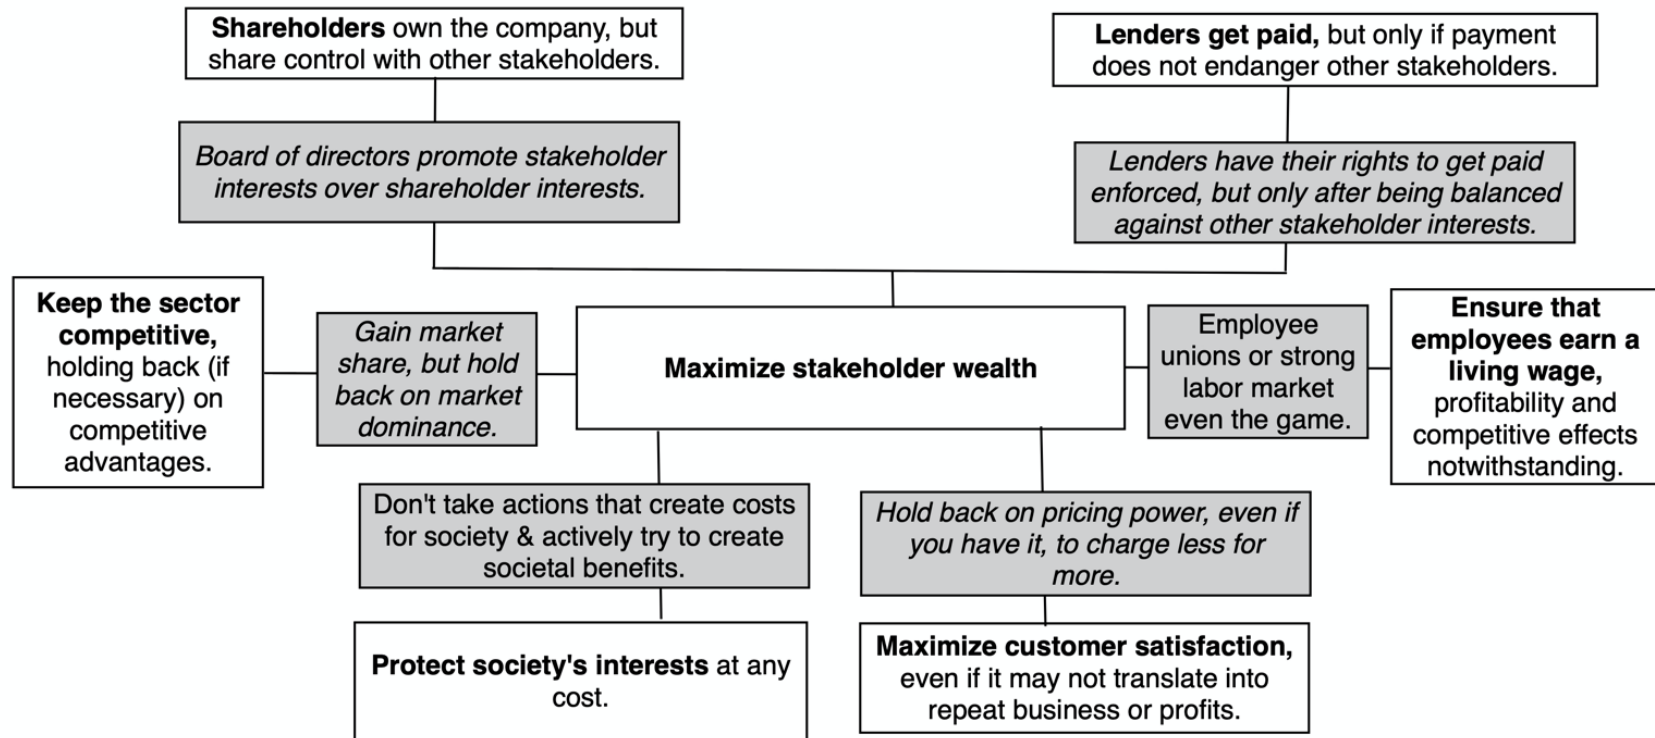 Shareholders own the company, but
share control with other stakeholders.
Lenders get paid, but only if payment
does not endanger other stakeholders.
Board of directors promote stakeholder
interests over shareholder interests.
Lenders have their rights to get paid
enforced, but only after being balanced
against other stakeholder interests.
Keep the sector
competitive,
holding back (if
necessary) on
competitive
advantages.
Gain market
share, but hold
back on market
dominance.
Maximize stakeholder wealth
Employee
unions or strong
labor market
even the game.
Ensure that
employees earn a
living wage,
profitability and
competitive effects
notwithstanding.
Don't take actions that create costs
for society & actively try to create
societal benefits.
Hold back on pricing power, even if
you have it, to charge less for
more.
Protect society's interests at any
cost.
Maximize customer satisfaction,
even if it may not translate into
repeat business or profits.